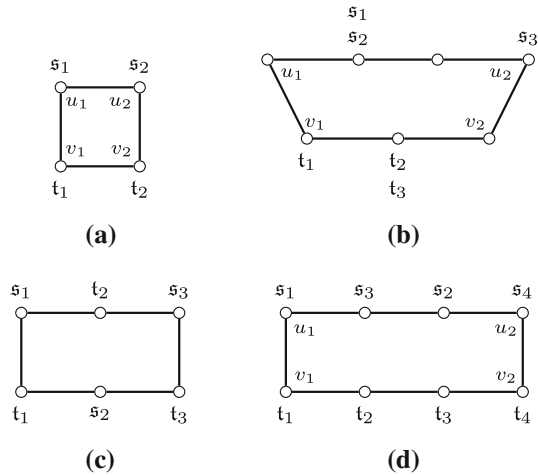 𝔰1
𝔰1 𝔰2
𝔰2 𝔰3
u1 u2
u1 u2
v1 v2
v1 v2
𝔱1 𝔱2
𝔱1 𝔱2
𝔱3
(a) (b)
𝔰1 𝔱2 𝔰3
𝔰1 𝔰3 𝔰2 𝔰4
u1 u2
v1 v2
𝔱1 𝔰2 𝔱3
𝔱1 𝔱2 𝔱3 𝔱4
(c) (d)